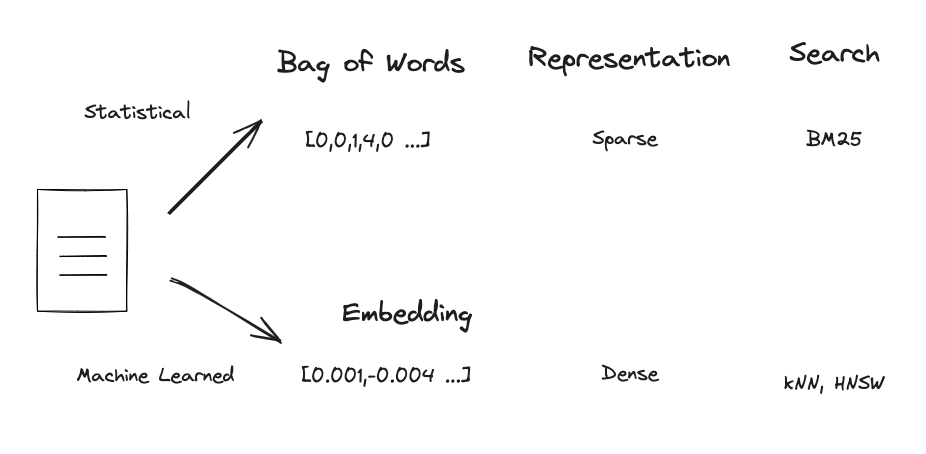 Bag of Words Representation Search
Statistical
[0,0,1,4,0 ...] Sparse BM25
Embedding
Machine Learned [0.001,-0.004 ...] Dense kNN, HNSW